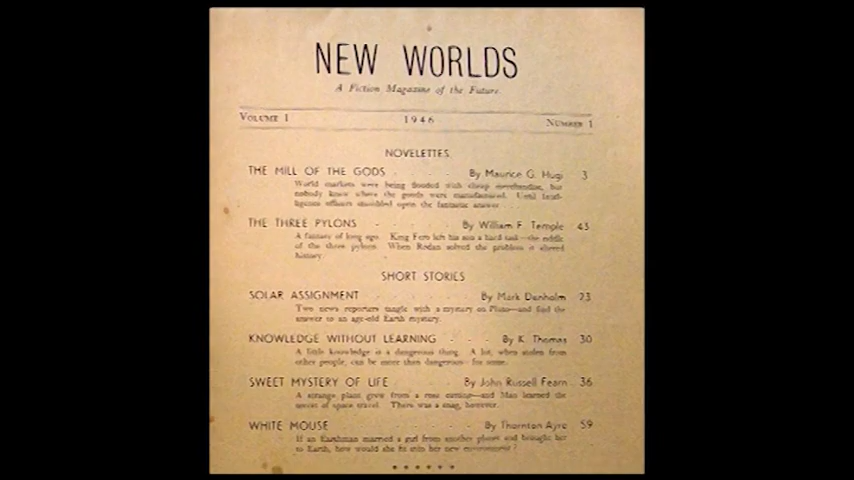 NEW WORLDS
A Fiction Magazine of the Future.
VOLUME 1 1946 NUMBER 1
NOVELETTES
THE MILL OF THE GODS - - - By Maurice G. Hugi 3
World markets were being flooded with cheap merchandise, but
nobody knew where the goods were manufactured. Until Intel-
ligence officers stumbled upon the fantastic answer.
THE THREE PYLONS - - - - By William F. Temple 43
A fantasy of long ago. King Fero left his son a hard task—the riddle
of the three pylons. When Rodan solved the problem it altered
history.
SHORT STORIES
SOLAR ASSIGNMENT - - - - By Mark Denholm 23
Two news reporters tangle with a mystery on Pluto—and find the
answer to an age-old Earth mystery.
KNOWLEDGE WITHOUT LEARNING - - - By K. Thomas 30
A little knowledge is a dangerous thing. A lot, when stolen from
other people, can be more than dangerous—for some.
SWEET MYSTERY OF LIFE - - - By John Russell Fearn 36
A strange plant grew from a rose cutting—and Man learned the
secret of space travel. There was a snag, however.
WHITE MOUSE - - - - By Thornton Ayre 59
If an Earthman married a girl from another planet and brought her
to Earth, how would she fit into her new environment?